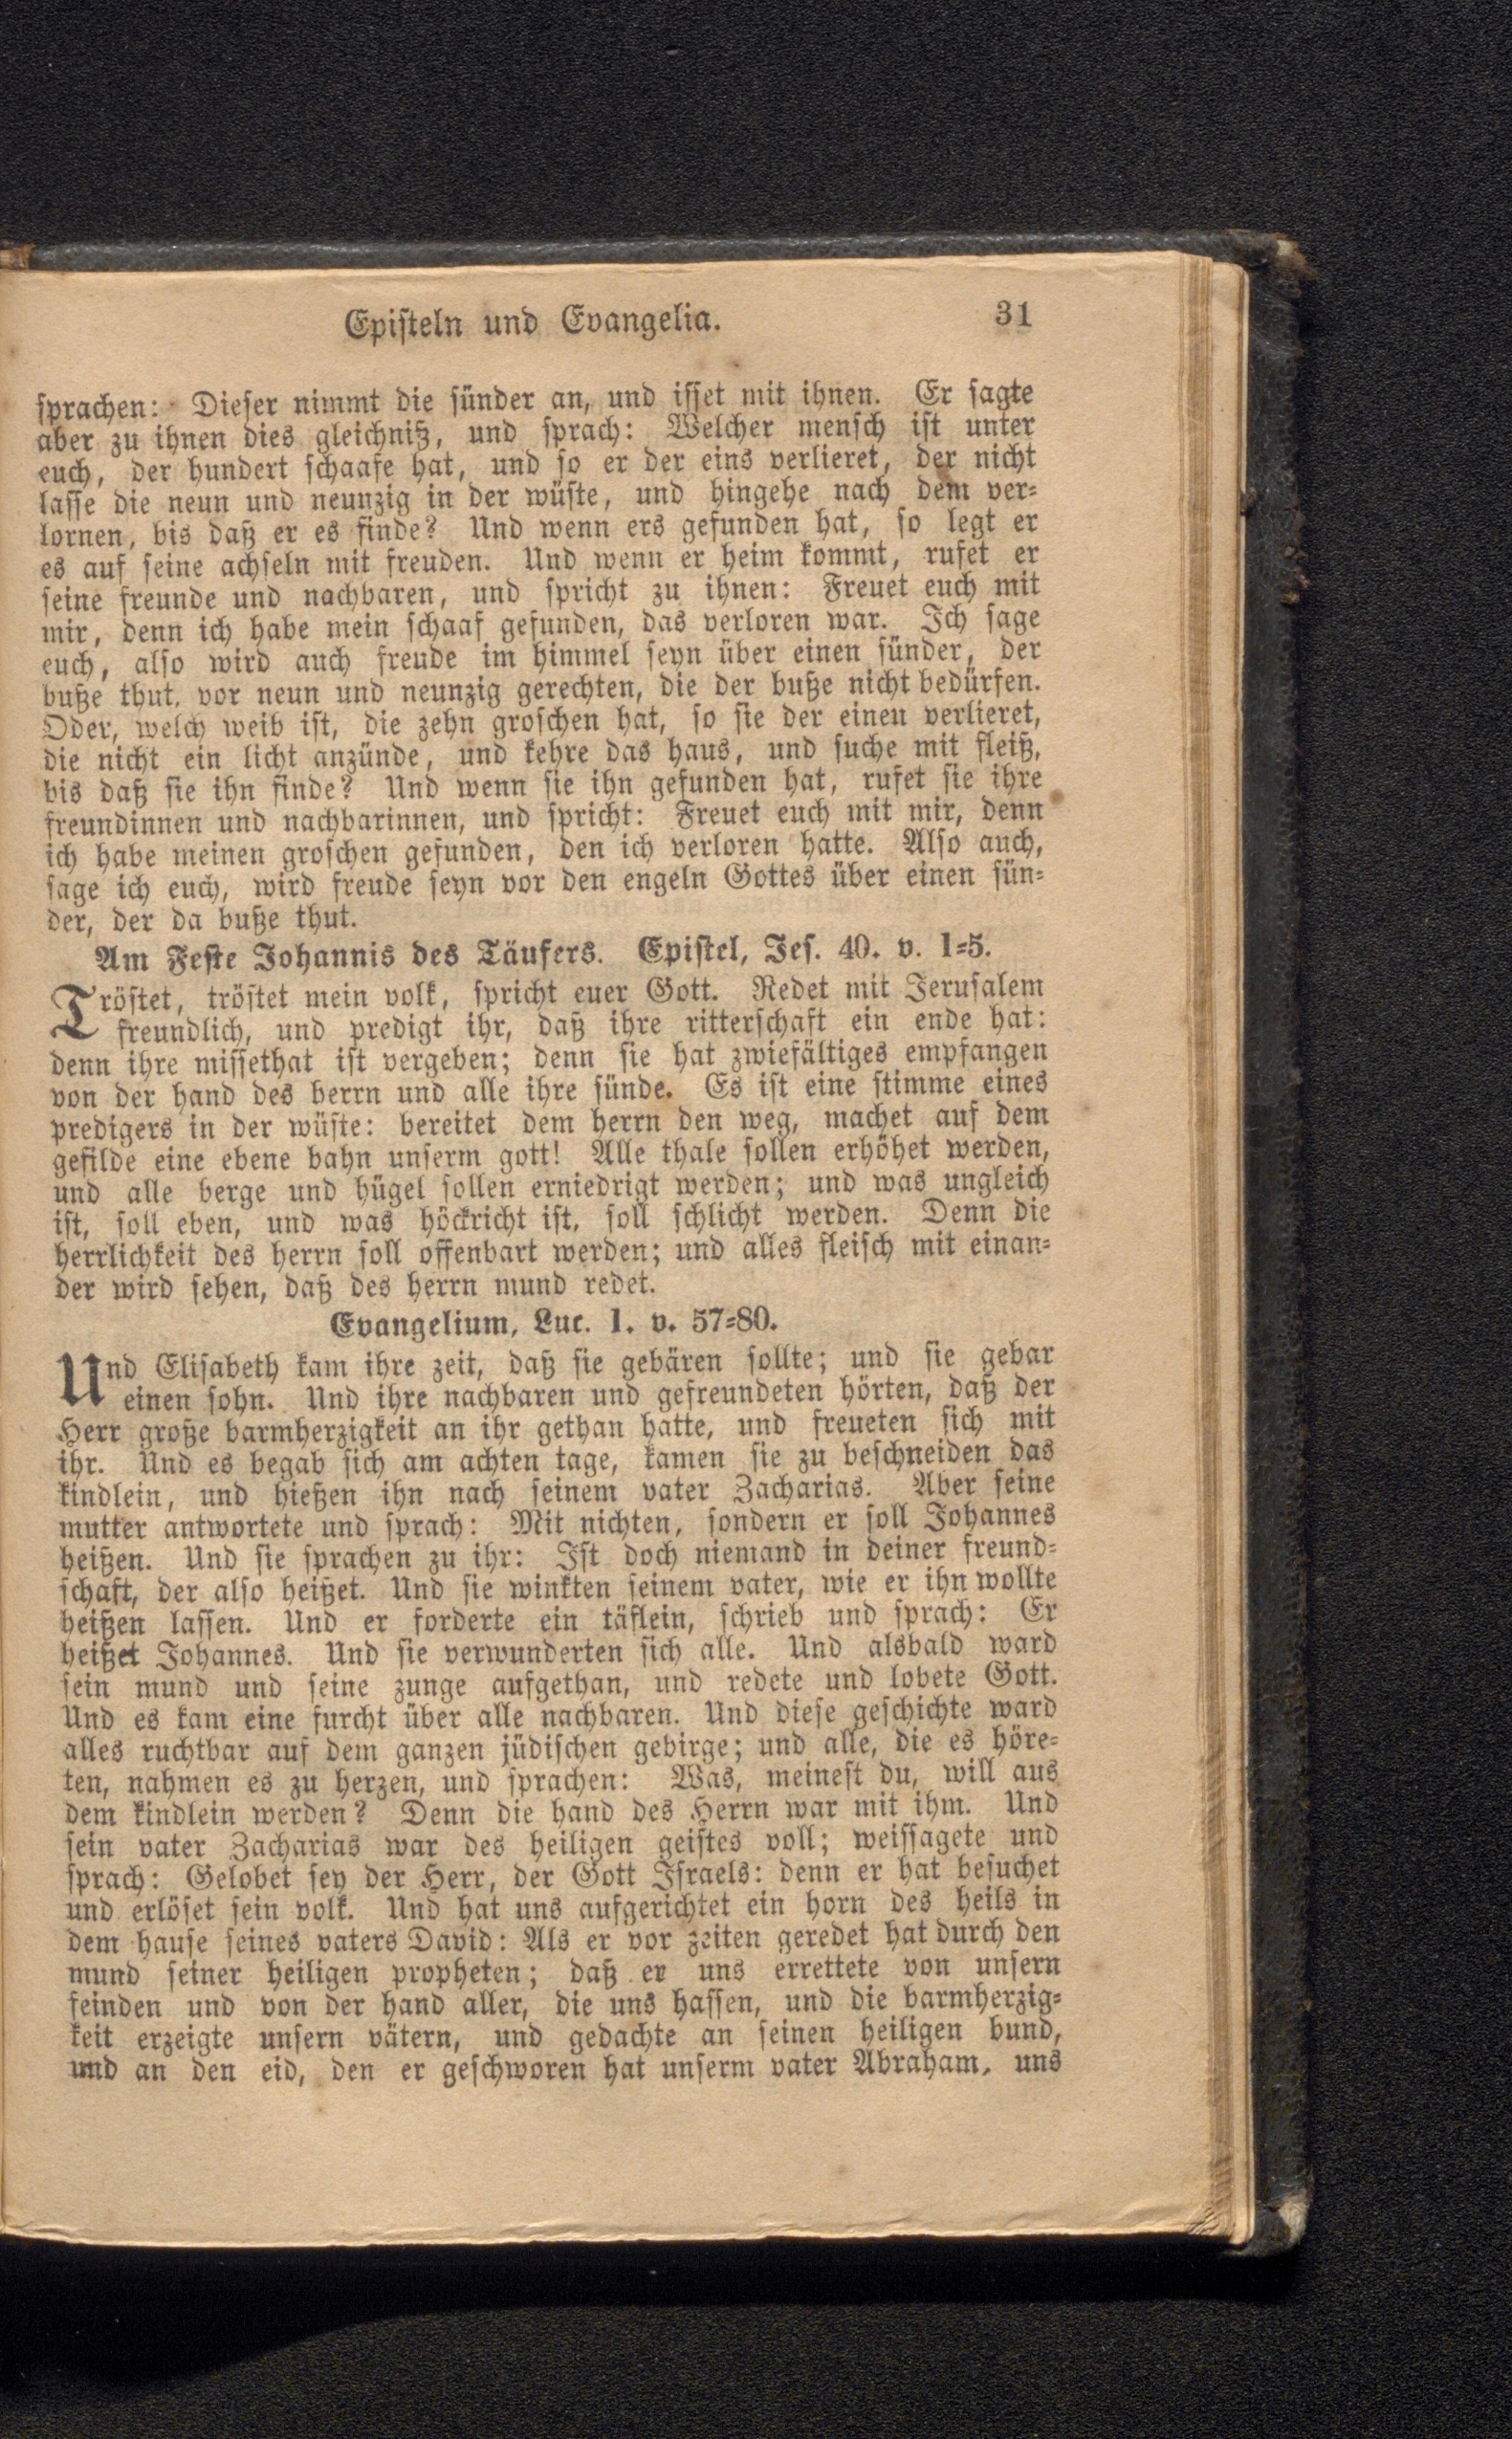 Episteln und Evangelia. 31
sprachen: Dieser nimmt die sünder an, und isset mit ihnen. Er sagte
aber zu ihnen dies gleichniß, und sprach: Welcher mensch ist unter
euch, der hundert schaafe hat, und so er der eins verlieret, der nicht
lasse die neun und neunzig in der wüste, und hingehe nach dem ver-
lornen, bis daß er es finde? Und wenn ers gefunden hat, so legt er
es auf seine achseln mit freuden. Und wenn er heim kommt, rufet er
seine freunde und nachbaren, und spricht zu ihnen: Freuet euch mit
mir, denn ich habe mein schaaf gefunden, das verloren war. Ich sage
euch, also wird auch freude im himmel seyn über einen sünder, der
buße thut, vor neun und neunzig gerechten, die der buße nicht bedürfen.
Oder, welch weib ist, die zehn groschen hat, so sie der einen verlieret,
die nicht ein licht anzünde, und kehre das haus, und suche mit fleiß,
bis daß sie ihn finde? Und wenn sie ihn gefunden hat, rufet sie ihre
freundinnen und nachbarinnen, und spricht: Freuet euch mit mir, denn
ich habe meinen groschen gefunden, den ich verloren hatte. Also auch,
sage ich euch, wird freude seyn vor den engeln Gottes über einen sün-
der, der da buße thut.
Am Feste Johannis des Täufers. Epistel, Jes. 40. v. 1-5.
Tröstet, tröstet mein volk, spricht euer Gott. Redet mit Jerusalem
freundlich, und predigt ihr, daß ihre ritterschaft ein ende hat:
denn ihre missethat ist vergeben; denn sie hat zwiefältiges empfangen
von der hand des herrn und alle ihre sünde. Es ist eine stimme eines
predigers in der wüste: bereitet dem herrn den weg, machet auf dem
gefilde eine ebene bahn unserm gott! Alle thale sollen erhöhet werden,
und alle berge und hügel sollen erniedrigt werden; und was ungleich
ist, soll eben, und was höckricht ist, soll schlicht werden. Denn die
herrlichkeit des herrn soll offenbart werden; und alles fleisch mit einan-
der wird sehen, daß des herrn mund redet.
Evangelium, Luc. 1. v. 57-80.
Und Elisabeth kam ihre zeit, daß sie gebären sollte; und sie gebar
einen sohn. Und ihre nachbaren und gefreundeten hörten, daß der
Herr große barmherzigkeit an ihr gethan hatte, und freueten sich mit
ihr. Und es begab sich am achten tage, kamen sie zu beschneiden das
kindlein, und hießen ihn nach seinem vater Zacharias. Aber seine
mutter antwortete und sprach: Mit nichten, sondern er soll Johannes
heißen. Und sie sprachen zu ihr: Ist doch niemand in deiner freund-
schaft, der also heißet. Und sie winkten seinem vater, wie er ihn wollte
heißen lassen. Und er forderte ein täflein, schrieb und sprach: Er
heißet Johannes. Und sie verwunderten sich alle. Und alsbald ward
sein mund und seine zunge aufgethan, und redete und lobete Gott.
Und es kam eine furcht über alle nachbaren. Und diese geschichte ward
alles ruchtbar auf dem ganzen jüdischen gebirge; und alle, die es höre-
ten, nahmen es zu herzen, und sprachen: Was, meinest du, will aus
dem kindlein werden? Denn die hand des Herrn war mit ihm. Und
sein vater Zacharias war des heiligen geistes voll; weissagete und
sprach: Gelobet sey der Herr, der Gott Israels: denn er hat besuchet
und erlöset sein volk. Und hat uns aufgerichtet ein horn des heils in
dem hause seines vaters David: Als er vor zeiten geredet hat durch den
mund seiner heiligen propheten; daß er uns errettete von unsern
feinden und von der hand aller, die uns hassen, und die barmherzig-
keit erzeigte unsern vätern, und gedachte an seinen heiligen bund,
und an den eid, den er geschworen hat unserm vater Abraham, uns